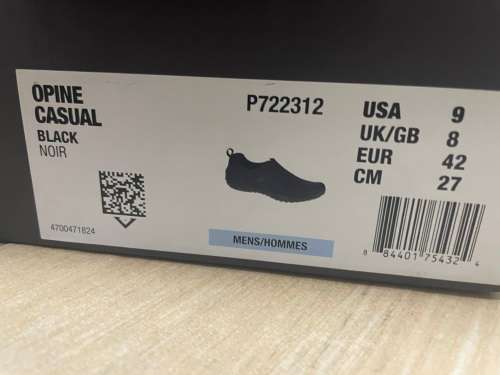 OPINE
CASUAL
BLACK
NOIR
4700471824
P722312
MENS/HOMMES
USA 9
UK/GB 8
EUR 42
CM 27
8 84401 75432 4